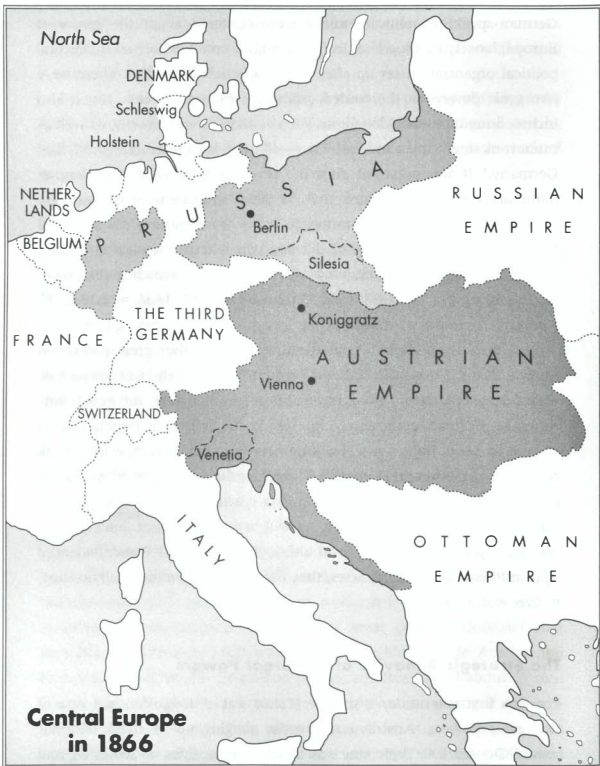 North Sea
DENMARK
Schleswig
Holstein
NETHER-
LANDS
BELGIUM
PRUSSIA
Berlin
Silesia
RUSSIAN
EMPIRE
FRANCE
THE THIRD
GERMANY
Koniggratz
AUSTRIAN
EMPIRE
Vienna
SWITZERLAND
Venetia
ITALY
OTTOMAN
EMPIRE
Central Europe
in 1866